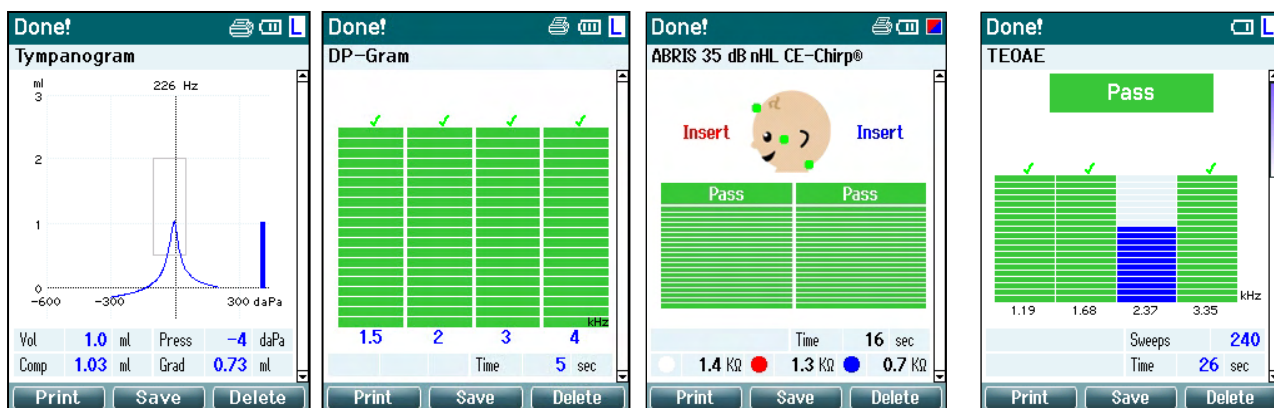 Done! L
Tympanogram
ml
3
226 Hz
2
1
0
-600 -300 300 daPa
Vol 1.0 ml Press -4 daPa
Comp 1.03 ml Grad 0.73 ml
Print Save Delete
Done! L
DP-Gram
kHz
1.5 2 3 4
Time 5 sec
Print Save Delete
Done!
ABRIS 35 dB nHL CE-Chirp®
Insert Insert
Pass Pass
Time 16 sec
1.4 KΩ 1.3 KΩ 0.7 KΩ
Print Save Delete
Done! L
TEOAE
Pass
kHz
1.19 1.68 2.37 3.35
Sweeps 240
Time 26 sec
Print Save Delete